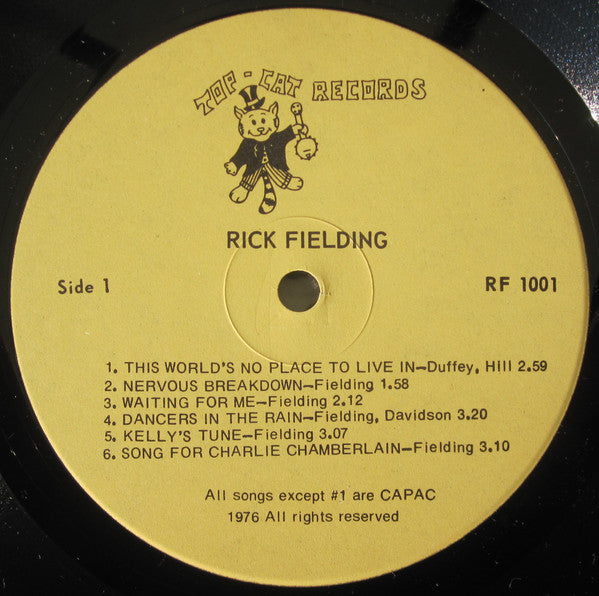 TOP-CAT RECORDS
RICK FIELDING
Side 1
RF 1001
1. THIS WORLD'S NO PLACE TO LIVE IN—Duffey, Hill 2.59
2. NERVOUS BREAKDOWN—Fielding 1.58
3. WAITING FOR ME—Fielding 2.12
4. DANCERS IN THE RAIN—Fielding, Davidson 3.20
5. KELLY'S TUNE—Fielding 3.07
6. SONG FOR CHARLIE CHAMBERLAIN—Fielding 3.10
All songs except #1 are CAPAC
1976 All rights reserved